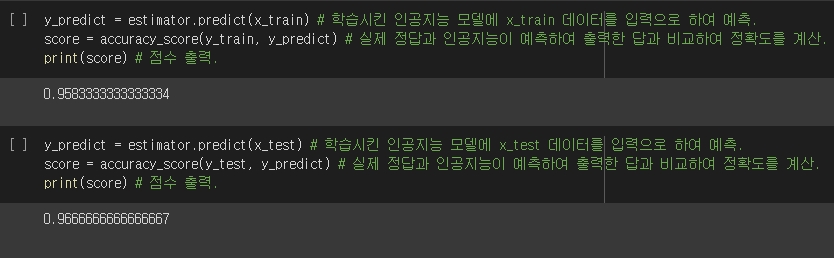 [ ] y_predict = estimator.predict(x_train) # 학습시킨 인공지능 모델에 x_train 데이터를 입력으로 하여 예측.
score = accuracy_score(y_train, y_predict) # 실제 정답과 인공지능이 예측하여 출력한 답과 비교하여 정확도를 계산.
print(score) # 점수 출력.
0.9583333333333334
[ ] y_predict = estimator.predict(x_test) # 학습시킨 인공지능 모델에 x_test 데이터를 입력으로 하여 예측.
score = accuracy_score(y_test, y_predict) # 실제 정답과 인공지능이 예측하여 출력한 답과 비교하여 정확도를 계산.
print(score) # 점수 출력.
0.9666666666666667